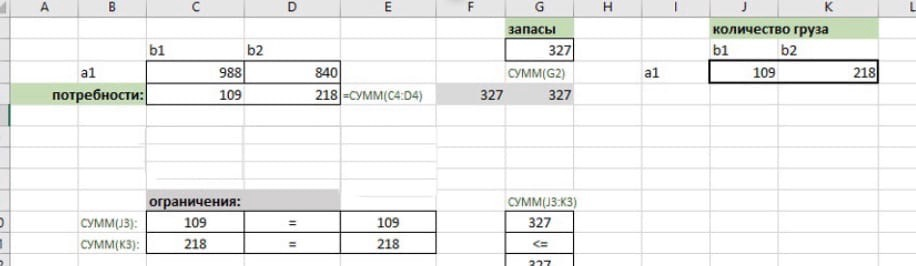 A B C D E F G H I J K L
запасы количество груза
b1 b2 327 b1 b2
a1 988 840 СУММ(G2) a1 109 218
потребности: 109 218 =СУММ(C4:D4) 327 327
ограничения: СУММ(J3:K3)
0 СУММ(J3): 109 = 109 327
1 СУММ(K3): 218 = 218 <=
327